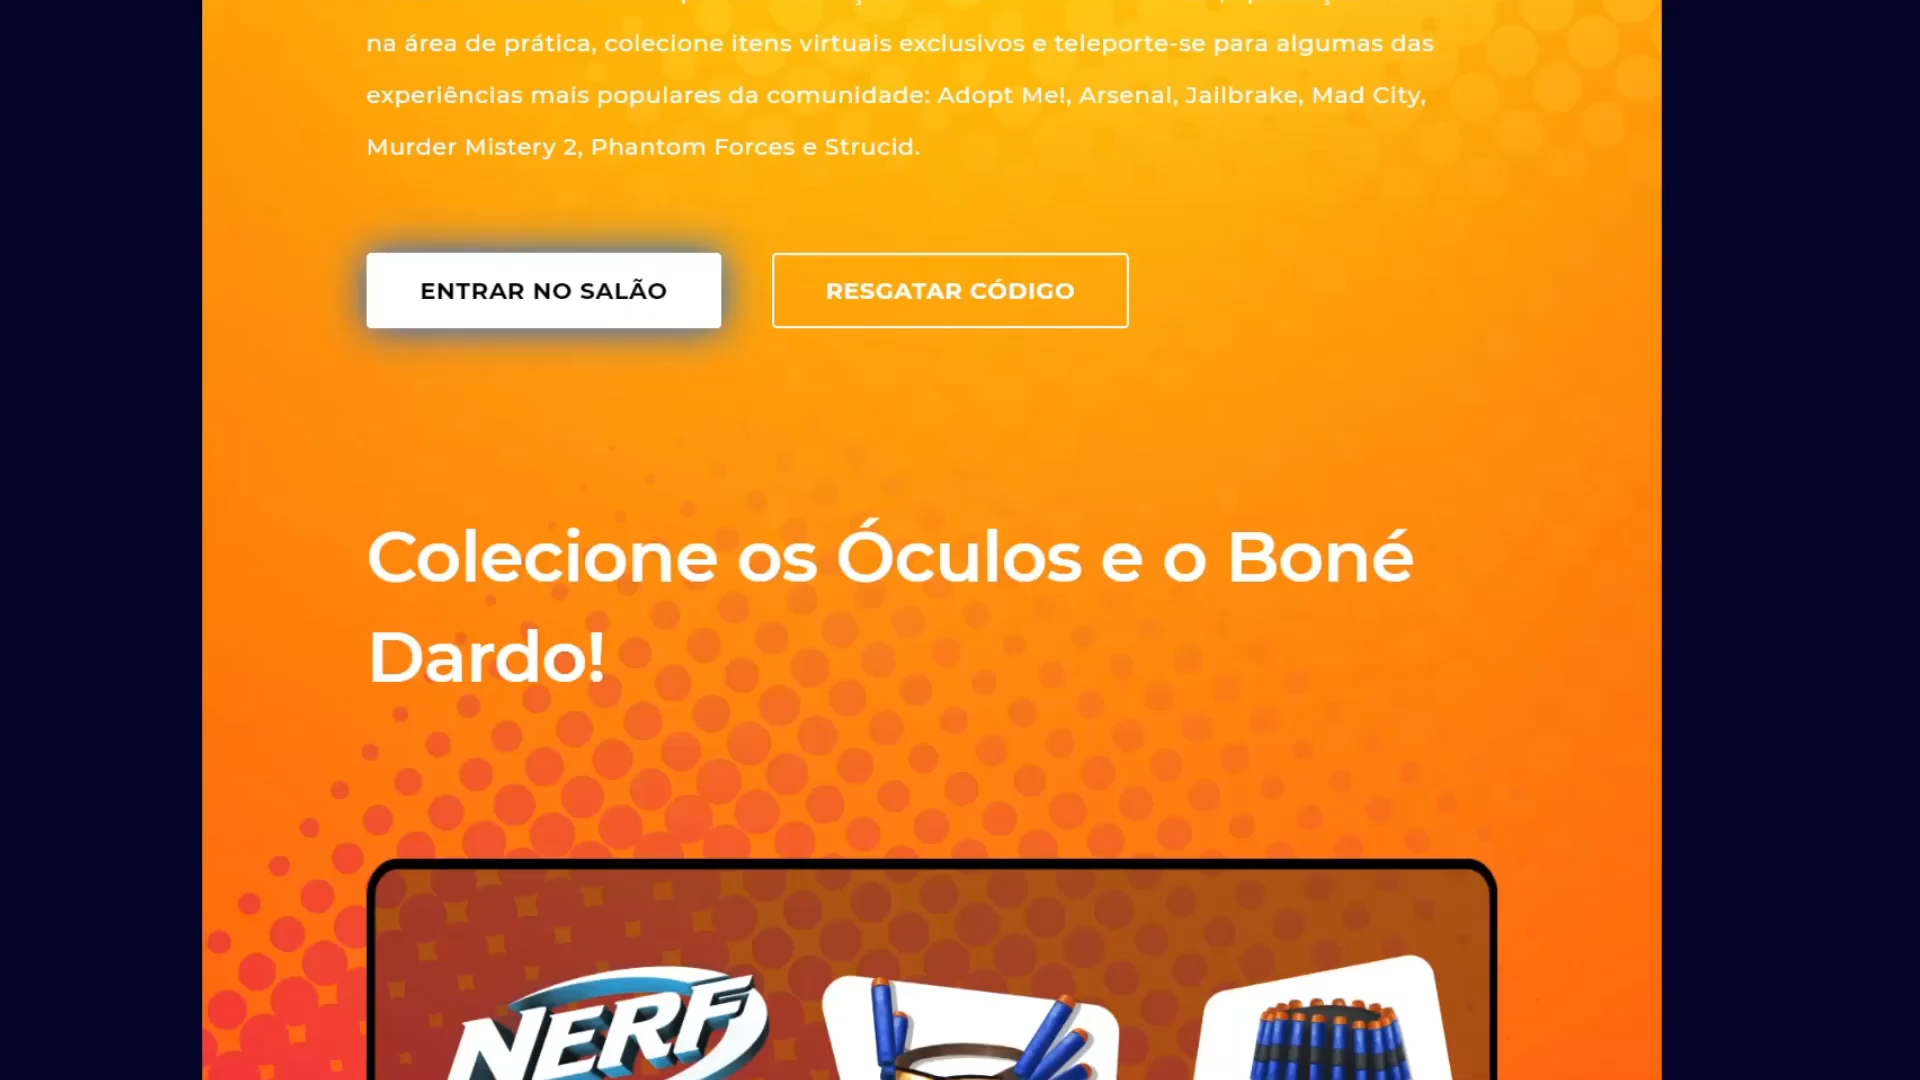 na área de prática, colecione itens virtuais exclusivos e teleporte-se para algumas das
experiências mais populares da comunidade: Adopt Me!, Arsenal, Jailbrake, Mad City,
Murder Mistery 2, Phantom Forces e Strucid.
ENTRAR NO SALÃO
RESGATAR CÓDIGO
Colecione os Óculos e o Boné
Dardo!
NERF